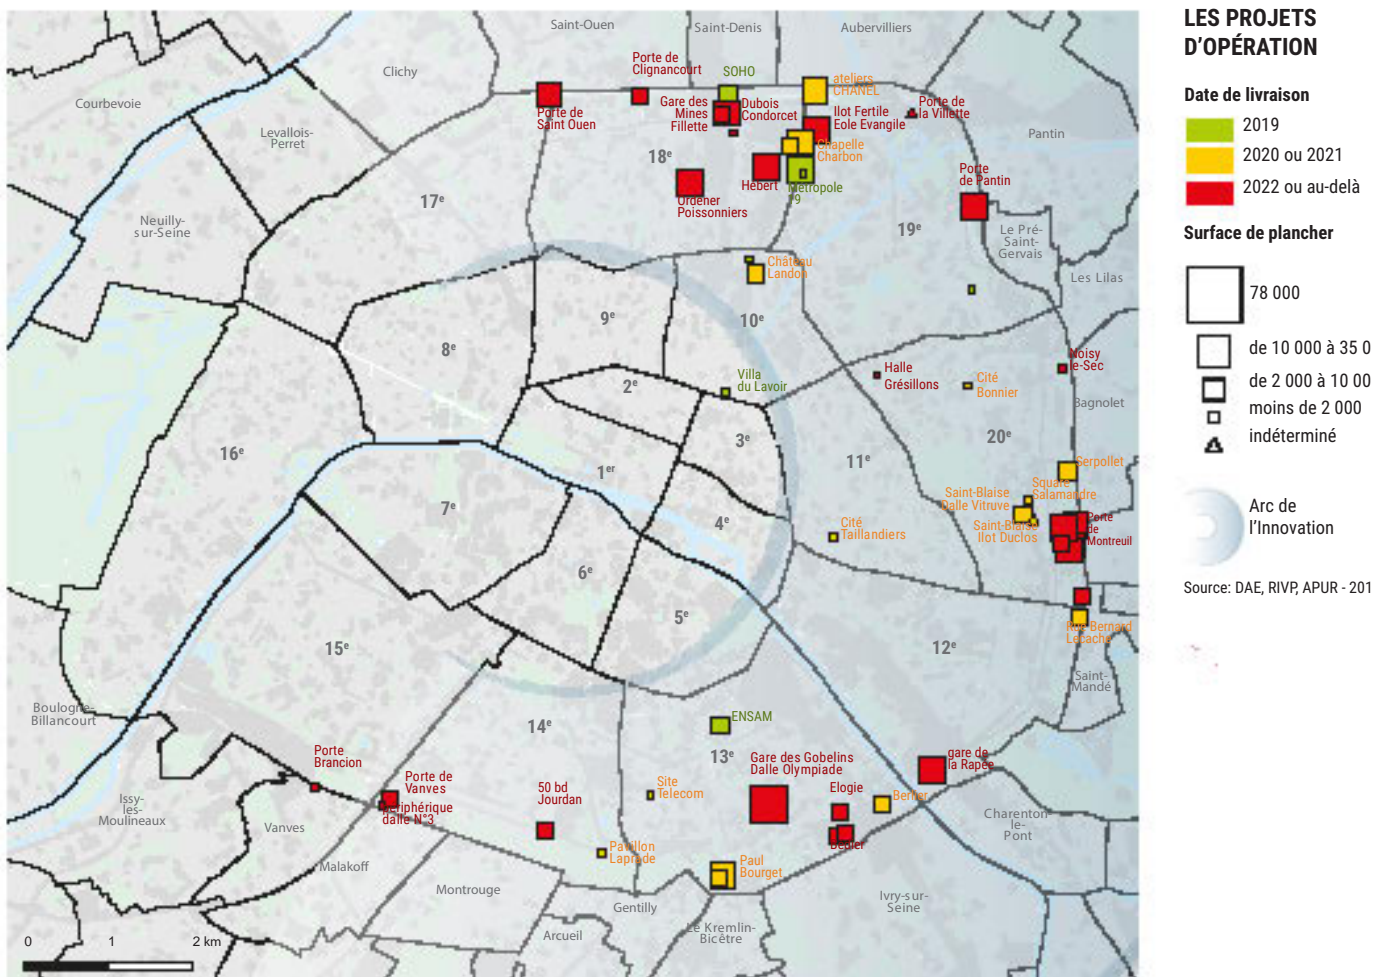 Saint-Ouen
Saint-Denis
Aubervilliers
Clichy
Courbevoie
Levallois-
Perret
Neuilly-
sur-Seine
Pantin
Le Pré-
Saint-
Gervais
Les Lilas
Bagnolet
Saint-
Mandé
Charenton
le-
Pont
Ivry-sur-
Seine
Le Kremlin-
Bicêtre
Gentilly
Arcueil
Montrouge
Malakoff
Vanves
Issy-
les-
Moulineaux
Boulogne-
Billancourt
Porte de
Saint Ouen
Porte de
Clignancourt
SOHO
Gare des
Mines
Fillette
Dubois
Condorcet
ateliers
CHANEL
Ilot Fertile
Eole Evangile
Porte de
la Villette
Chapelle
Charbon
Hébert
Métropole
19
Ordener
Poissonniers
Porte
de Pantin
Château
Landon
Villa
du Lavoir
Halle
Grésillons
Cité
Bonnier
Noisy
le-Sec
Serpollet
Square
Salamandre
Saint-Blaise
Dalle Vitruve
Saint-Blaise
Ilot Duclos
Porte
de
Montreuil
Cité
Taillandiers
Rue Bernard
Lecache
ENSAM
Gare des Gobelins
Dalle Olympiade
gare de
la Rapée
Elogie
Berlier
Bédier
Site
Telecom
50 bd
Jourdan
Pavillon
Laprade
Paul
Bourget
Porte
Brancion
Porte de
Vanves
périphérique
dalle N°3
1er
2e
3e
4e
5e
6e
7e
8e
9e
10e
11e
12e
13e
14e
15e
16e
17e
18e
19e
20e
0 1 2 km
LES PROJETS
D'OPÉRATION
Date de livraison
2019
2020 ou 2021
2022 ou au-delà
Surface de plancher
78 000
de 10 000 à 35 0
de 2 000 à 10 00
moins de 2 000
indéterminé
Arc de
l'Innovation
Source: DAE, RIVP, APUR - 201